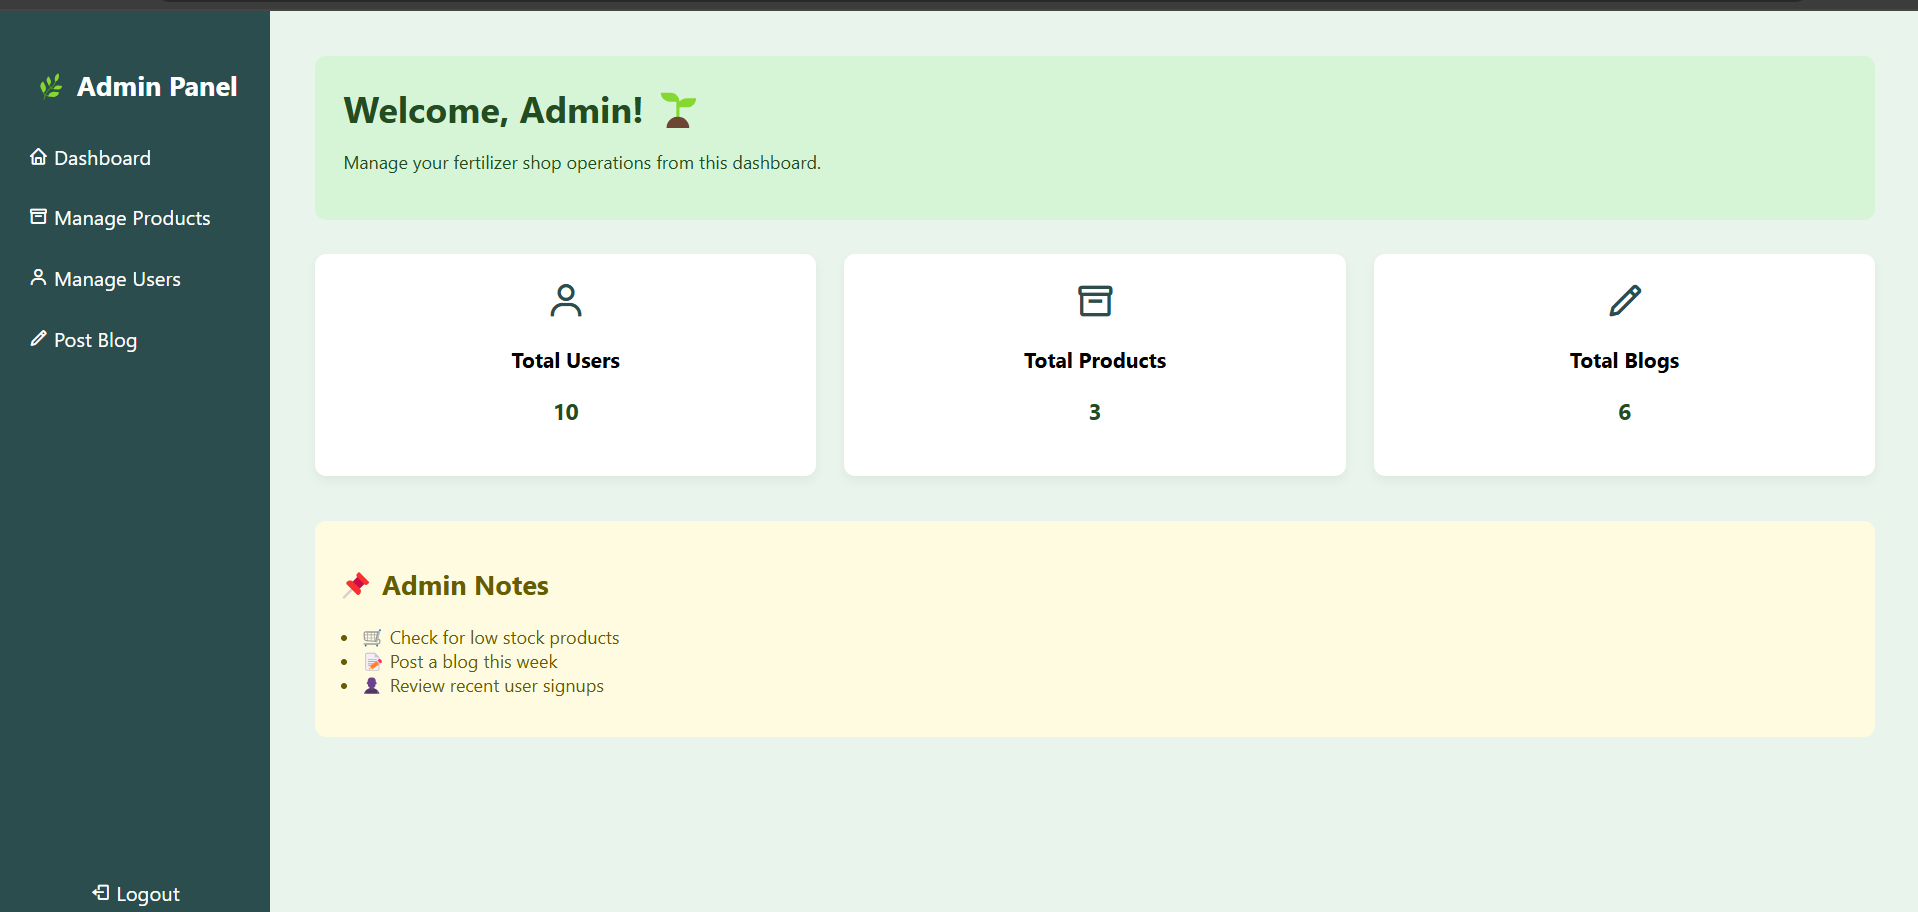 Admin Panel
Dashboard
Manage Products
Manage Users
Post Blog
Logout
Welcome, Admin!
Manage your fertilizer shop operations from this dashboard.
Total Users
10
Total Products
3
Total Blogs
6
Admin Notes
Check for low stock products
Post a blog this week
Review recent user signups